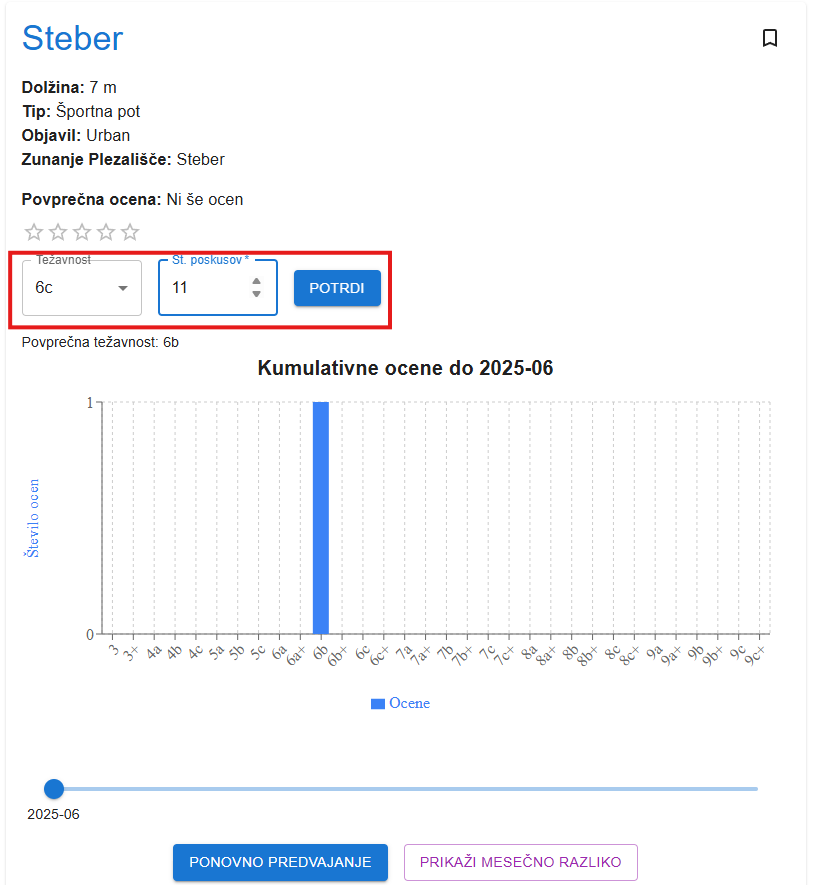 Steber
Dolžina: 7 m
Tip: Športna pot
Objavil: Urban
Zunanje Plezališče: Steber
Povprečna ocena: Ni še ocen
Težavnost
Št. poskusov *
6c
11
POTRDI
Povprečna težavnost: 6b
Kumulativne ocene do 2025-06
1
Število ocen
0
3 3+ 4a 4b 4c 5a 5b 5c 6a 6a+ 6b 6b+ 6c 6c+ 7a 7a+ 7b 7b+ 7c 7c+ 8a 8a+ 8b 8b+ 8c 8c+ 9a 9a+ 9b 9b+ 9c 9c+
Ocene
2025-06
PONOVNO PREDVAJANJE
PRIKAŽI MESEČNO RAZLIKO